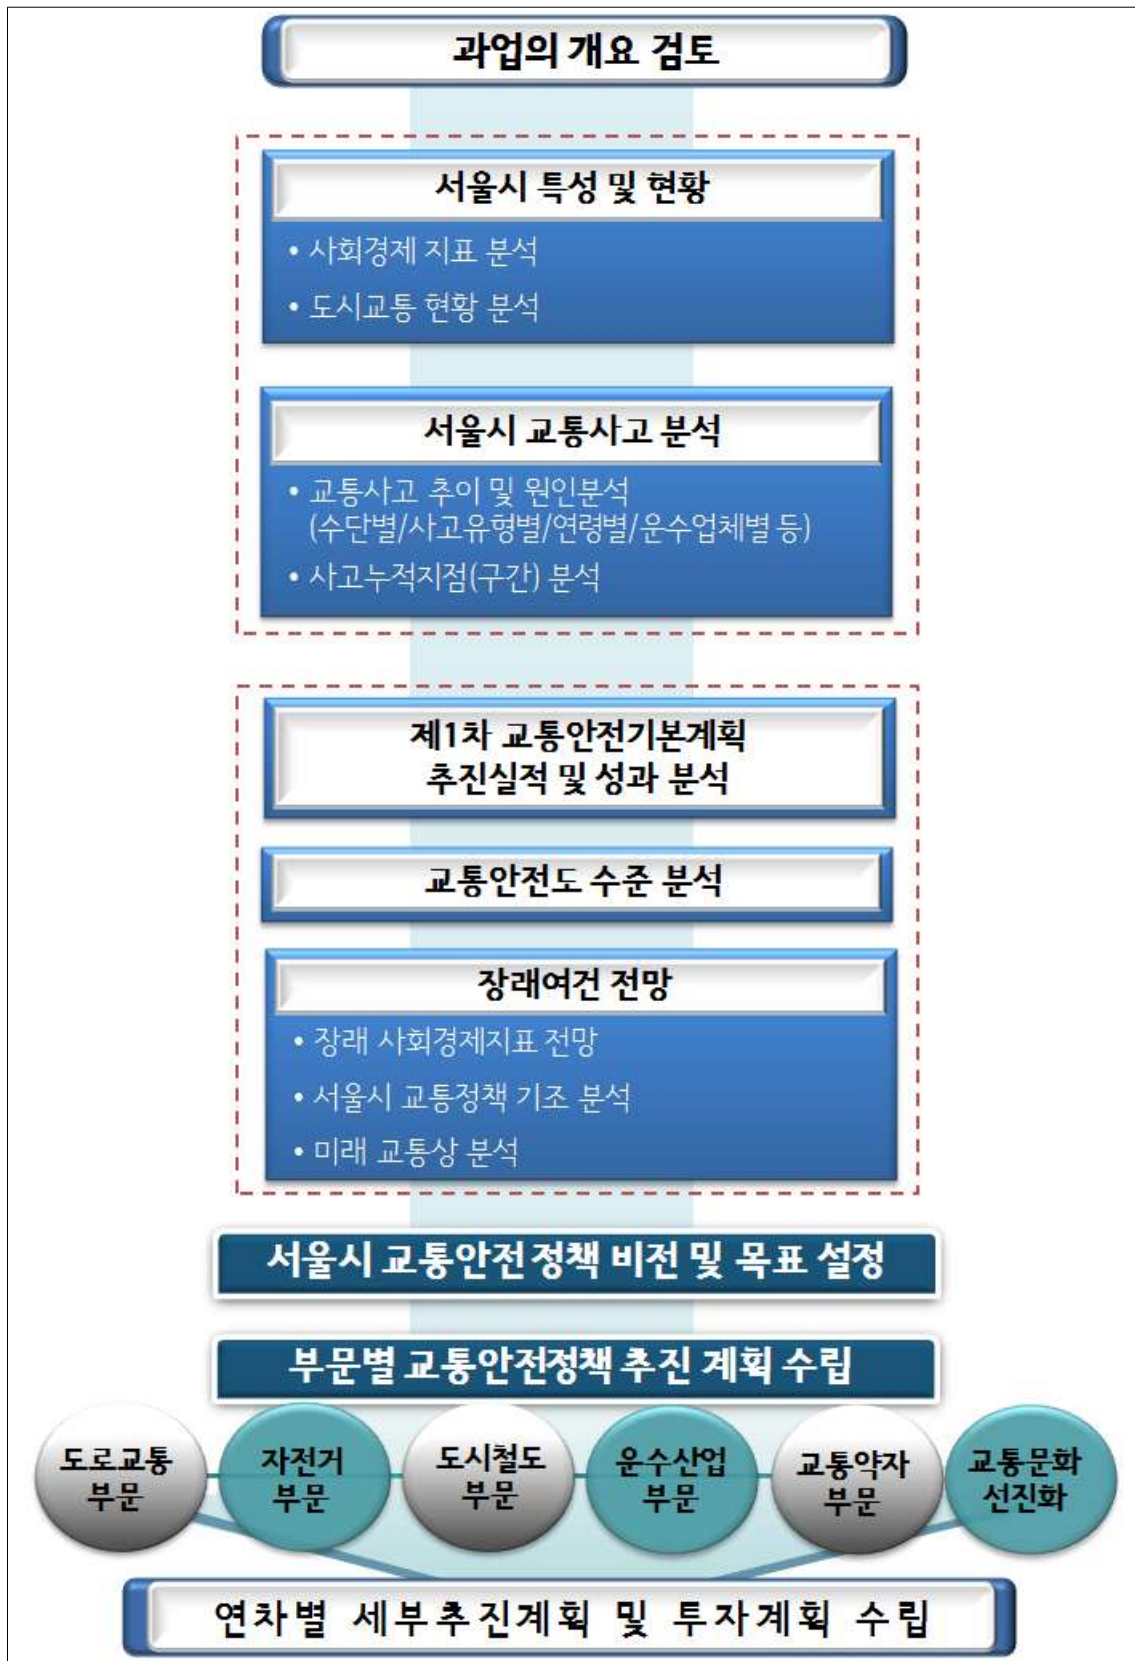 과업의 개요 검토
서울시 특성 및 현황
• 사회경제 지표 분석
• 도시교통 현황 분석
서울시 교통사고 분석
• 교통사고 추이 및 원인분석
(수단별/사고유형별/연령별/운수업체별 등)
• 사고누적지점(구간) 분석
제1차 교통안전기본계획
추진실적 및 성과 분석
교통안전도 수준 분석
장래여건 전망
• 장래 사회경제지표 전망
• 서울시 교통정책 기조 분석
• 미래 교통상 분석
서울시 교통안전정책 비전 및 목표 설정
부문별 교통안전정책 추진 계획 수립
도로교통
부문
자전거
부문
도시철도
부문
운수산업
부문
교통약자
부문
교통문화
선진화
연차별 세부추진계획 및 투자계획 수립